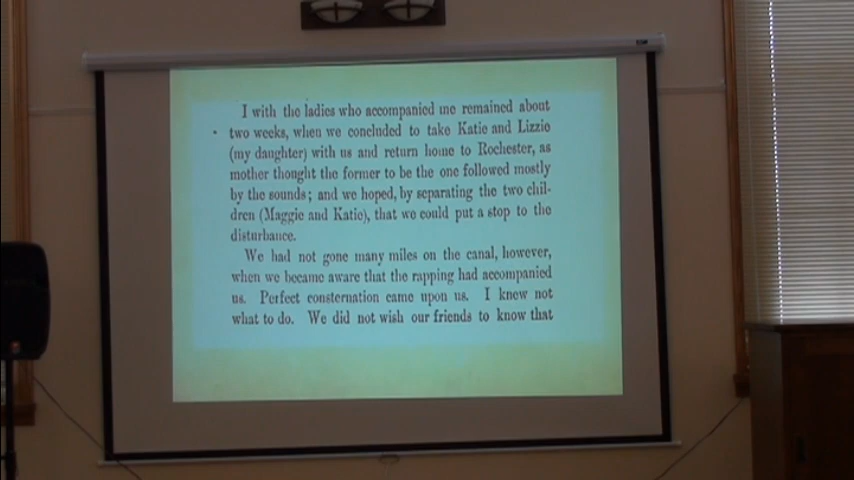 I with the ladies who accompanied me remained about
two weeks, when we concluded to take Katie and Lizzie
(my daughter) with us and return home to Rochester, as
mother thought the former to be the one followed mostly
by the sounds; and we hoped, by separating the two chil-
dren (Maggie and Katie), that we could put a stop to the
disturbance.
We had not gone many miles on the canal, however,
when we became aware that the rapping had accompanied
us. Perfect consternation came upon us. I knew not
what to do. We did not wish our friends to know that